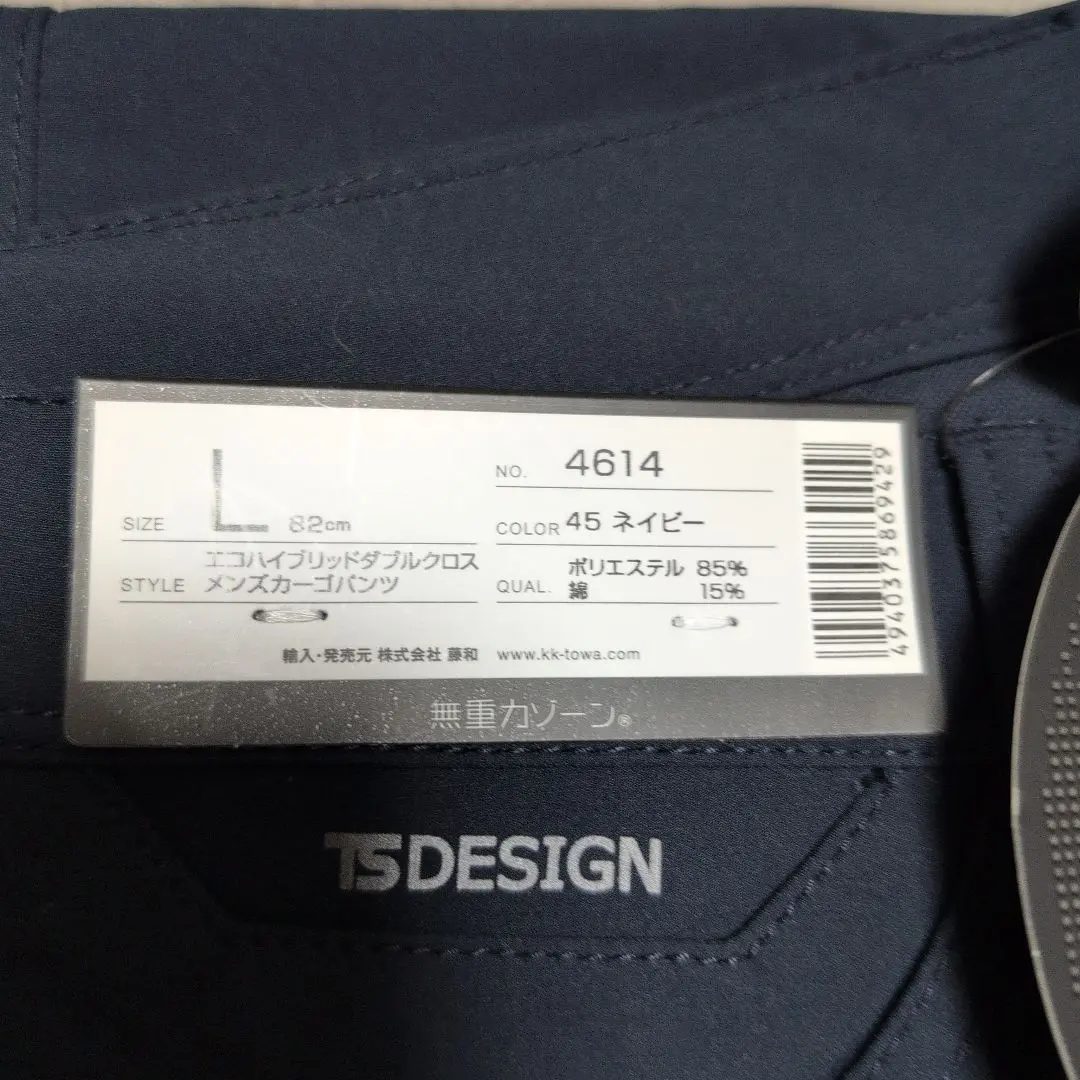 SIZE L 82cm
STYLE エコハイブリッドダブルクロス
メンズカーゴパンツ
NO. 4614
COLOR 45 ネイビー
QUAL. ポリエステル 85%
綿 15%
輸入・発売元 株式会社 藤和 www.kk-towa.com
4940375869429
無重力ゾーン®
TSDESIGN